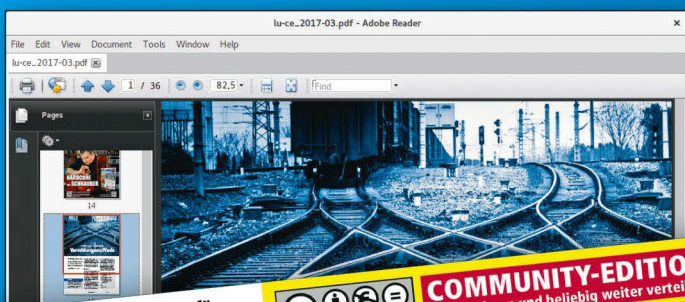 lu-ce_2017-03.pdf - Adobe Reader
File Edit View Document Tools Window Help
lu-ce_2017-03.pdf
1 / 36 82,5 Find
Pages
HARDCORE
SCHRAUBER
14
für
COMMUNITY-EDITIO
und beliebig weiter vertei